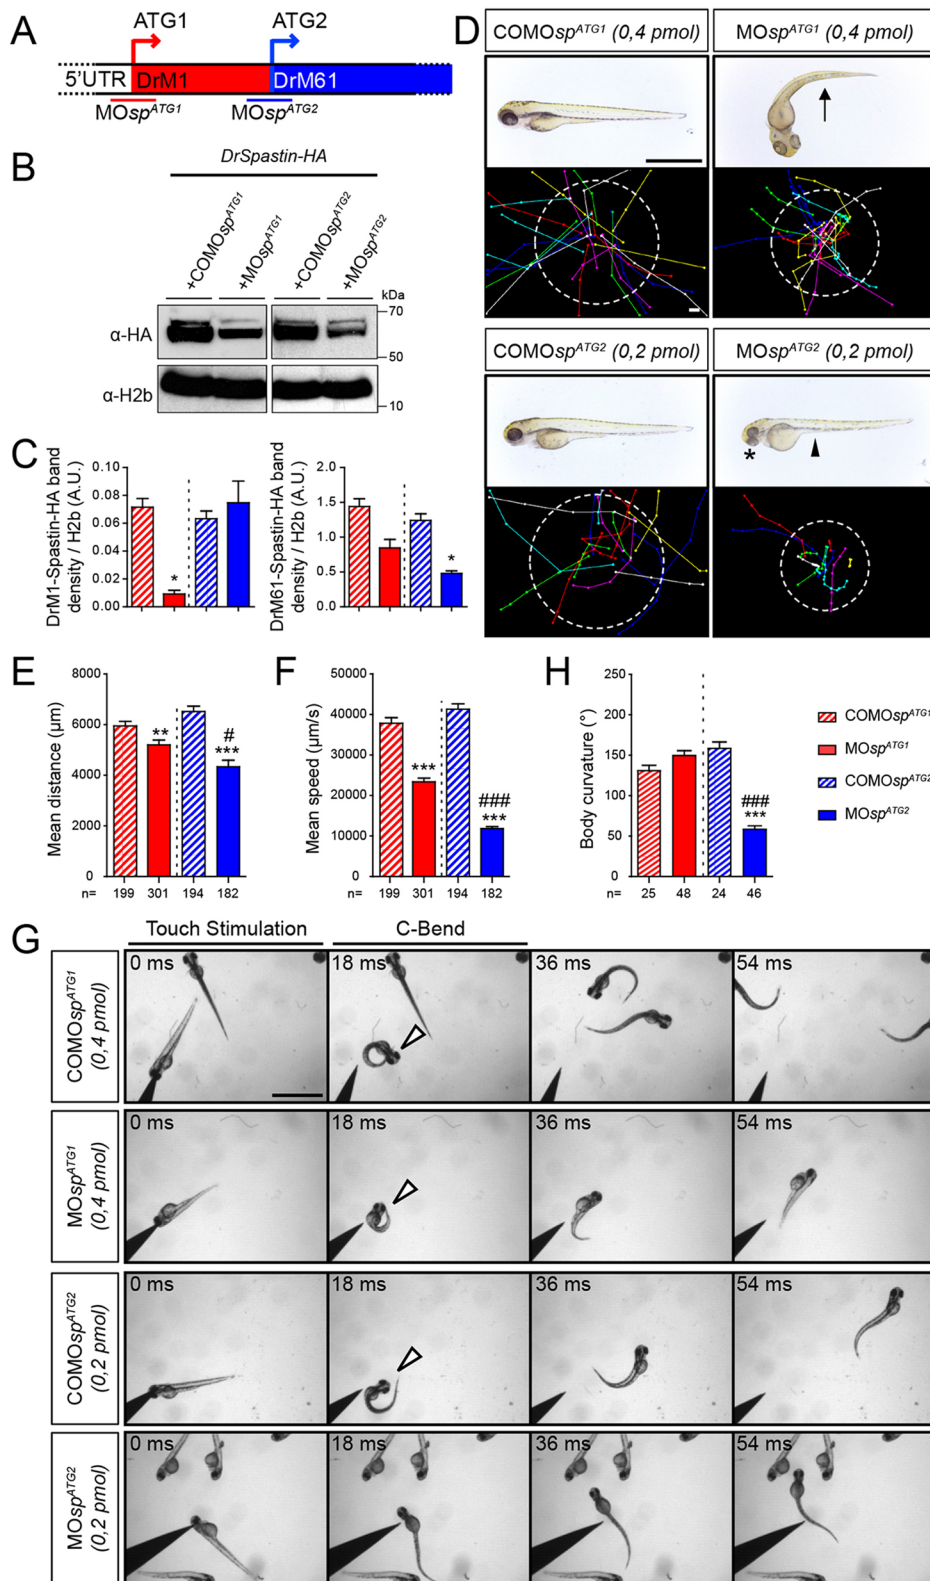 A
ATG1
ATG2
5'UTR
DrM1
DrM61
MOsp^ATG1
MOsp^ATG2
B
DrSpastin-HA
+COMOsp^ATG1
+MOsp^ATG1
+COMOsp^ATG2
+MOsp^ATG2
kDa
70
α-HA
50
α-H2b
10
C
DrM1-Spastin-HA band
density / H2b (A.U.)
0.10
0.08
0.06
0.04
0.02
0.00
*
DrM61-Spastin-HA band
density / H2b (A.U.)
2.0
1.5
1.0
0.5
0.0
*
D
COMOsp^ATG1 (0,4 pmol)
MOsp^ATG1 (0,4 pmol)
COMOsp^ATG2 (0,2 pmol)
MOsp^ATG2 (0,2 pmol)
*
E
Mean distance (µm)
8000
6000
4000
2000
0
**
#
***
n=
199
301
194
182
F
Mean speed (µm/s)
50000
40000
30000
20000
10000
0
***
###
***
n=
199
301
194
182
H
Body curvature (°)
250
200
150
100
50
0
###
***
n=
25
48
24
46
COMOsp^ATG1
MOsp^ATG1
COMOsp^ATG2
MOsp^ATG2
G
Touch Stimulation
C-Bend
COMOsp^ATG1
(0,4 pmol)
0 ms
18 ms
36 ms
54 ms
MOsp^ATG1
(0,4 pmol)
0 ms
18 ms
36 ms
54 ms
COMOsp^ATG2
(0,2 pmol)
0 ms
18 ms
36 ms
54 ms
MOsp^ATG2
(0,2 pmol)
0 ms
18 ms
36 ms
54 ms